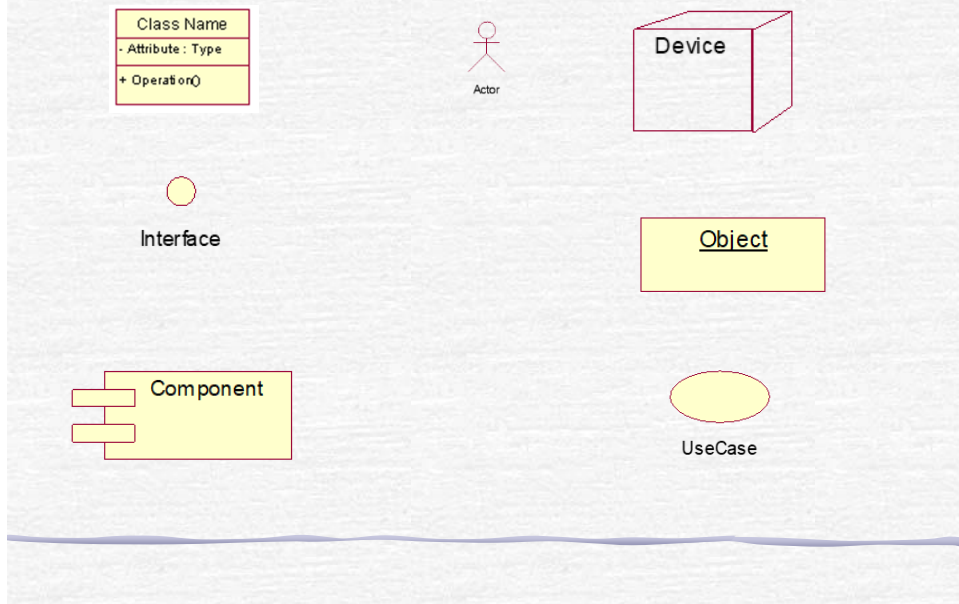 Class Name
- Attribute : Type
+ Operation()
Actor
Device
Interface
Object
Component
UseCase